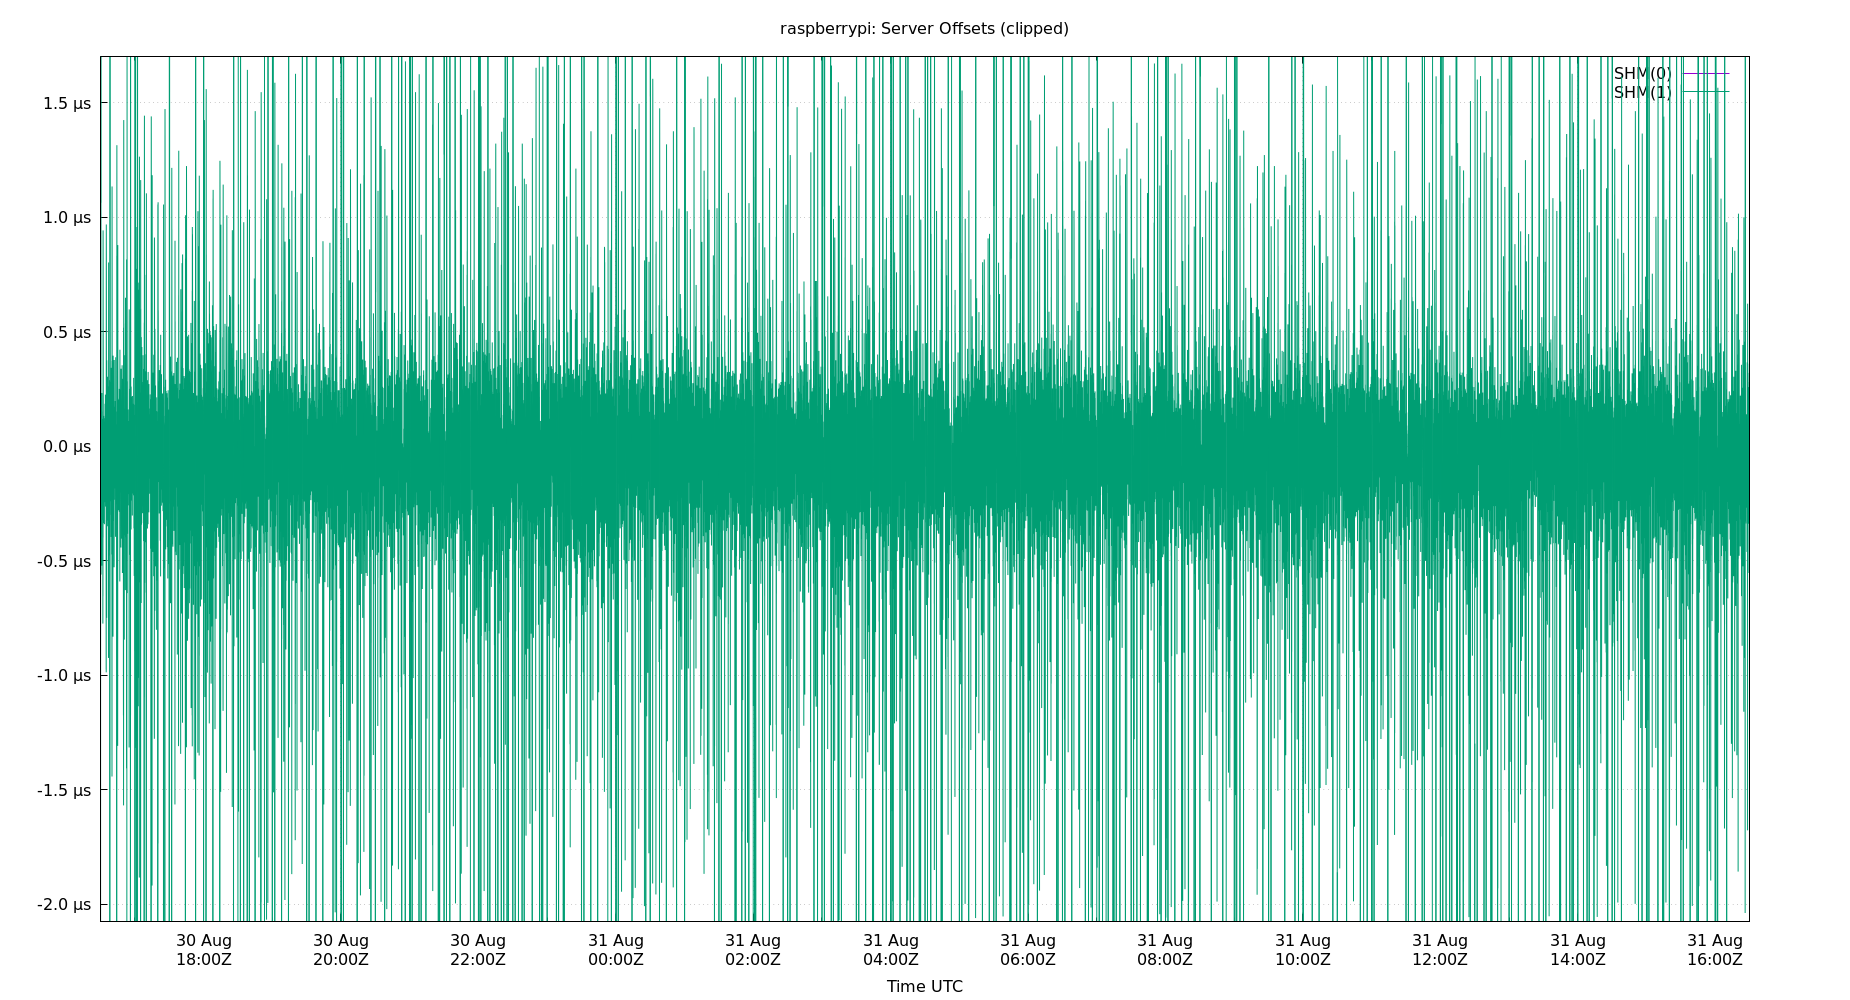 raspberrypi: Server Offsets (clipped)
SHM(0)
SHM(1)
1.5 µs
1.0 µs
0.5 µs
0.0 µs
-0.5 µs
-1.0 µs
-1.5 µs
-2.0 µs
30 Aug 30 Aug 30 Aug 31 Aug 31 Aug 31 Aug 31 Aug 31 Aug 31 Aug 31 Aug 31 Aug 31 Aug
18:00Z 20:00Z 22:00Z 00:00Z 02:00Z 04:00Z 06:00Z 08:00Z 10:00Z 12:00Z 14:00Z 16:00Z
Time UTC